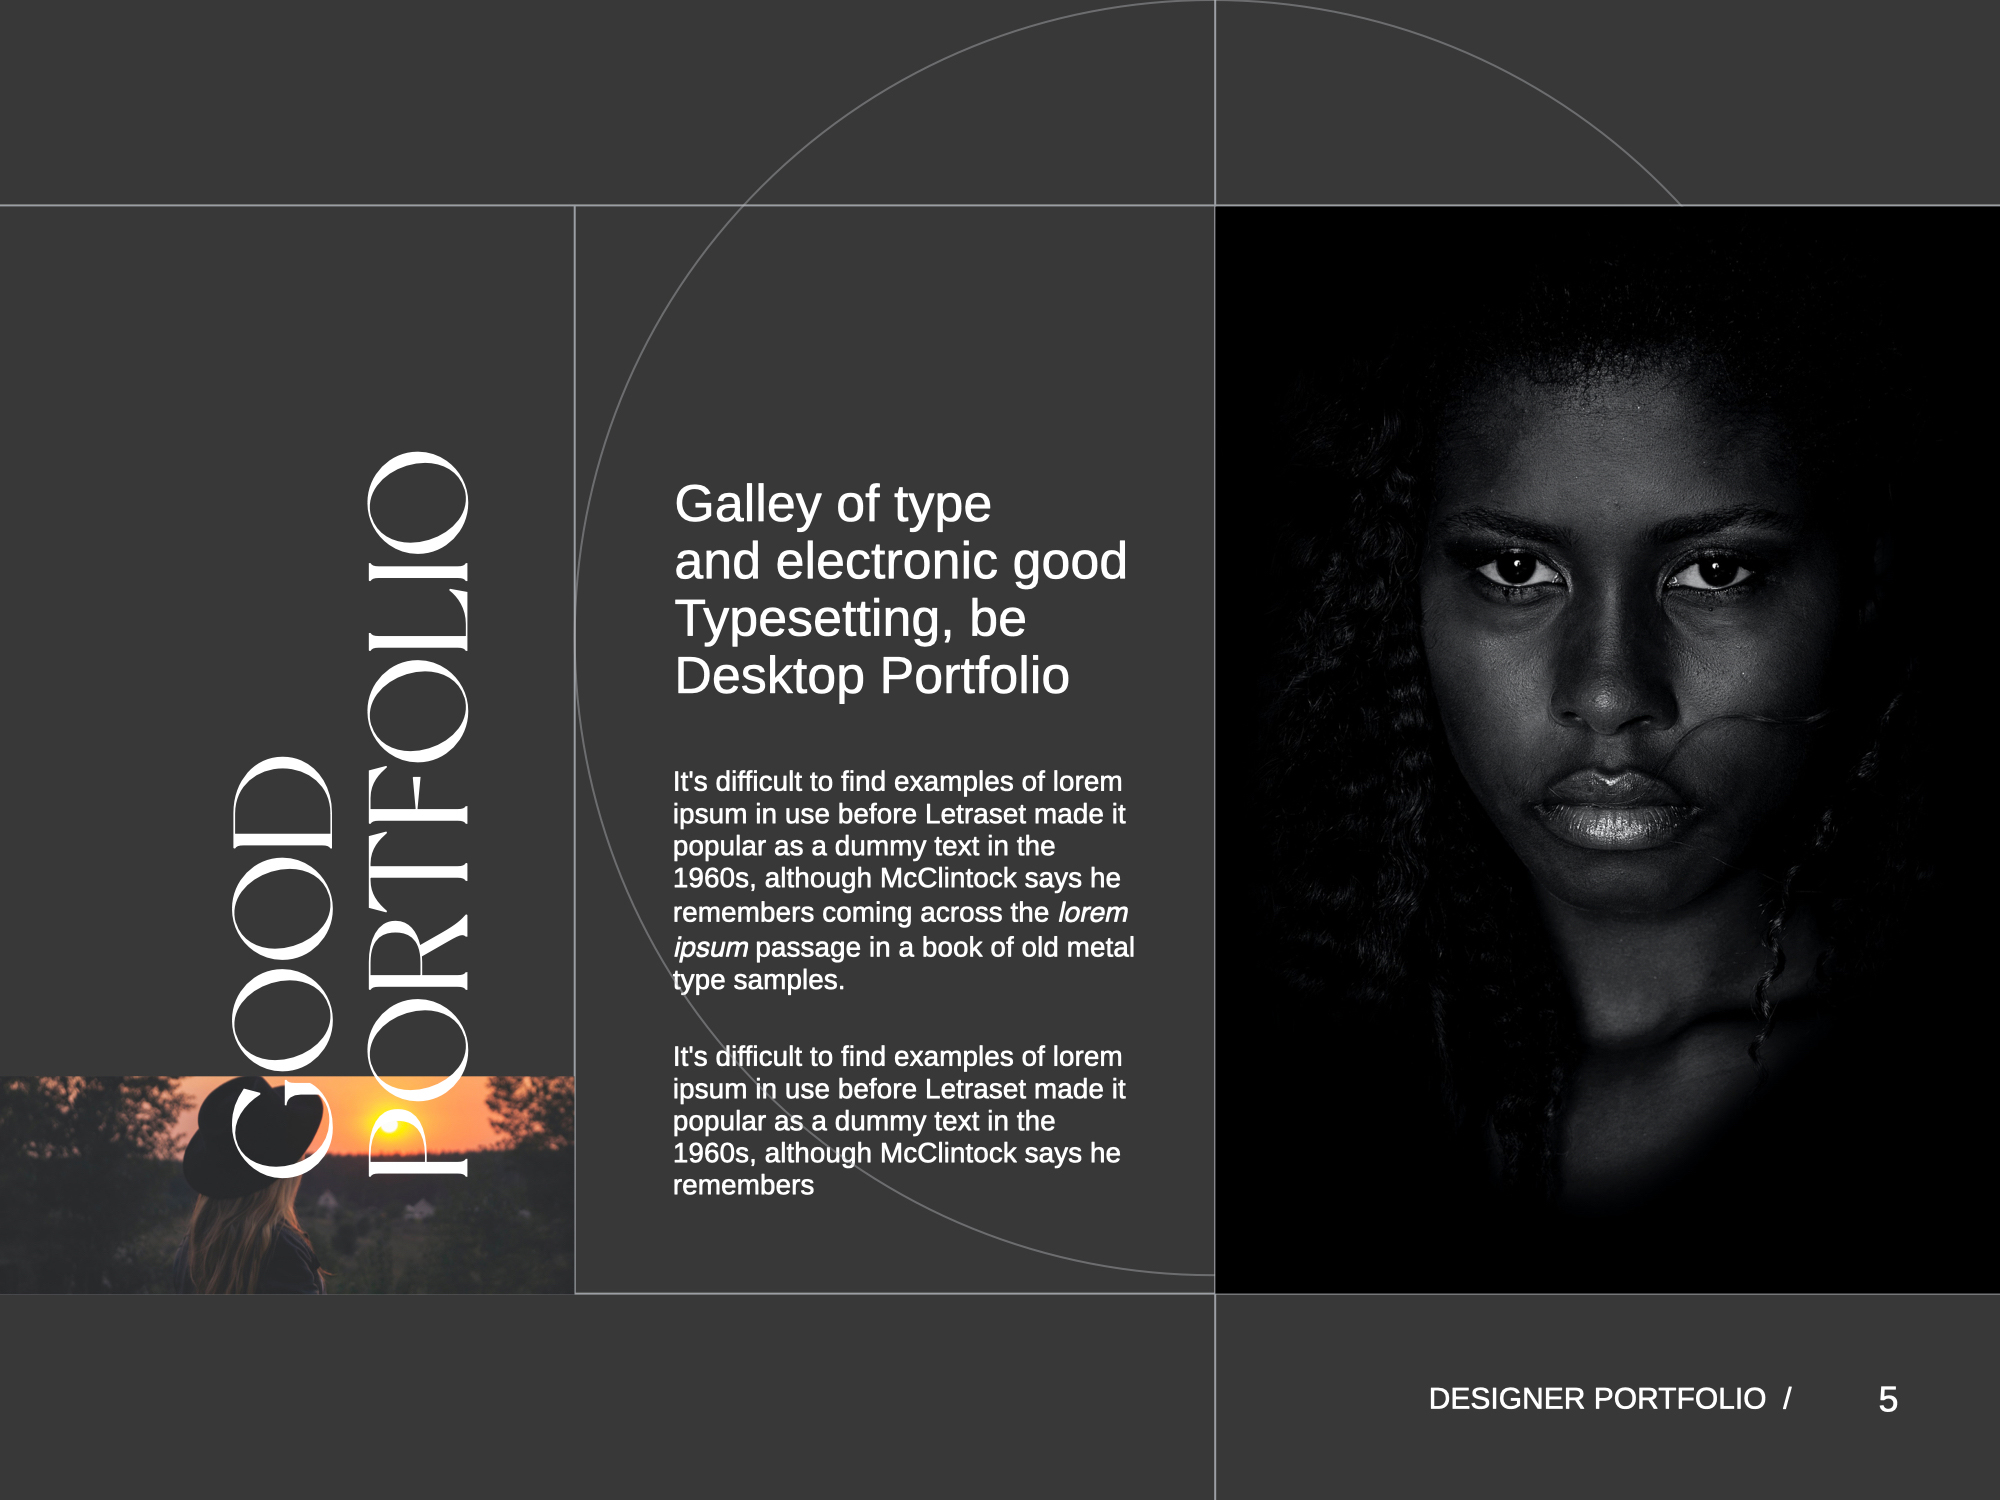 GOOD
PORTFOLIO
Galley of type
and electronic good
Typesetting, be
Desktop Portfolio
It's difficult to find examples of lorem
ipsum in use before Letraset made it
popular as a dummy text in the
1960s, although McClintock says he
remembers coming across the lorem
ipsum passage in a book of old metal
type samples.
It's difficult to find examples of lorem
ipsum in use before Letraset made it
popular as a dummy text in the
1960s, although McClintock says he
remembers
DESIGNER PORTFOLIO / 5